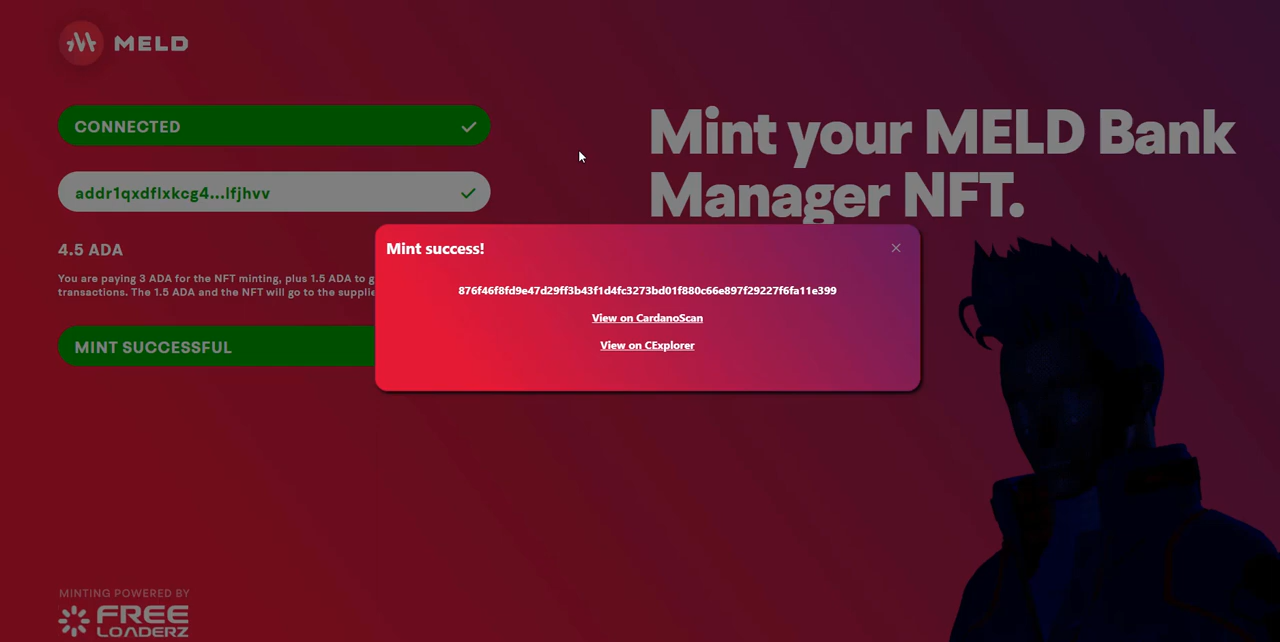 MELD
CONNECTED
addr1qxdflxkcg4...lfjhvv
4.5 ADA
You are paying 3 ADA for the NFT minting, plus 1.5 ADA to
transactions. The 1.5 ADA and the NFT will go to the
MINT SUCCESSFUL
Mint your MELD Bank
Manager NFT.
Mint success!
876f46f8fd9e47d29ff3b43f1d4fc3273bd01f880c66e897f29227f6fa11e399
View on CardanoScan
View on CExplorer
MINTING POWERED BY
FREE
LOADERZ